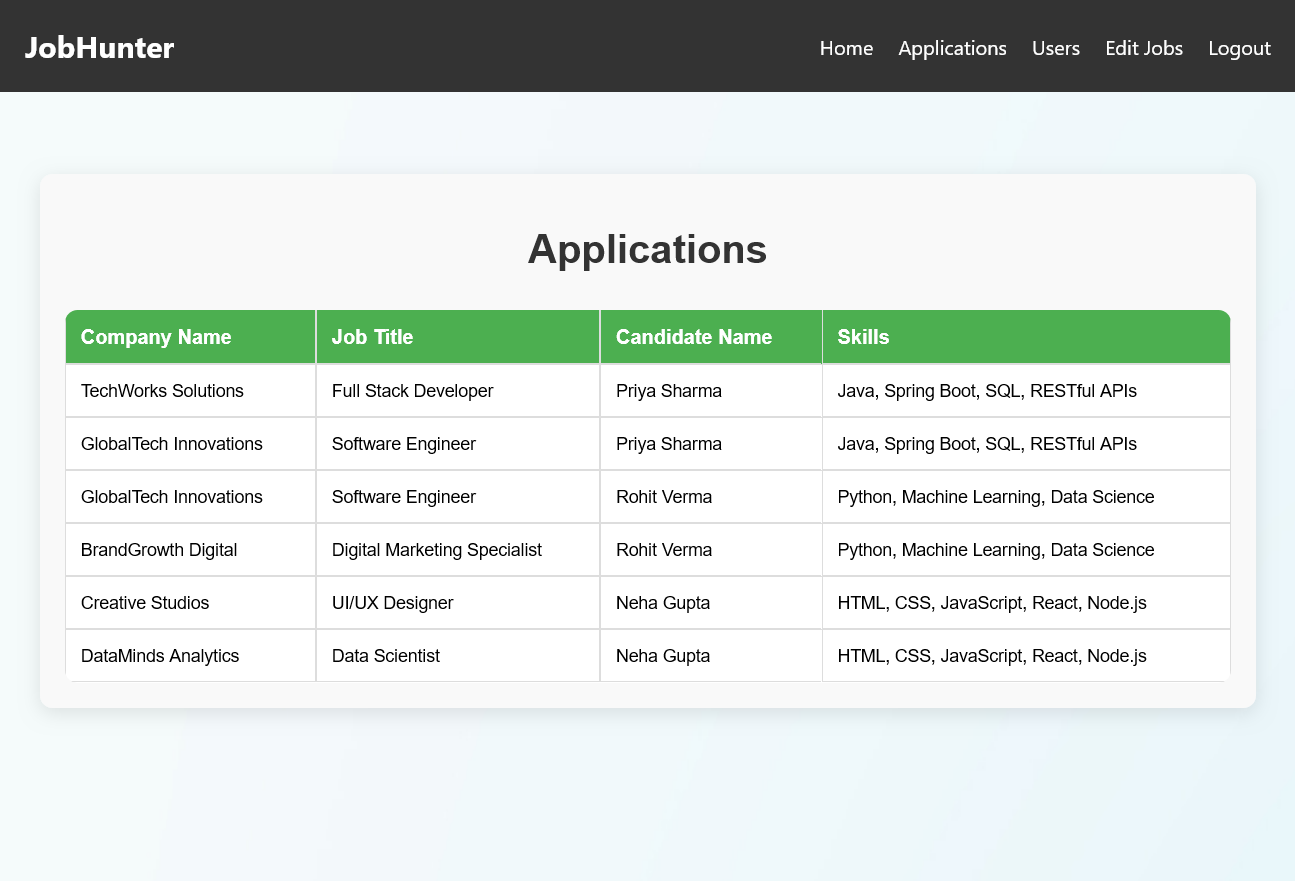 JobHunter Home Applications Users Edit Jobs Logout
Applications
Company Name Job Title Candidate Name Skills
TechWorks Solutions Full Stack Developer Priya Sharma Java, Spring Boot, SQL, RESTful APIs
GlobalTech Innovations Software Engineer Priya Sharma Java, Spring Boot, SQL, RESTful APIs
GlobalTech Innovations Software Engineer Rohit Verma Python, Machine Learning, Data Science
BrandGrowth Digital Digital Marketing Specialist Rohit Verma Python, Machine Learning, Data Science
Creative Studios UI/UX Designer Neha Gupta HTML, CSS, JavaScript, React, Node.js
DataMinds Analytics Data Scientist Neha Gupta HTML, CSS, JavaScript, React, Node.js